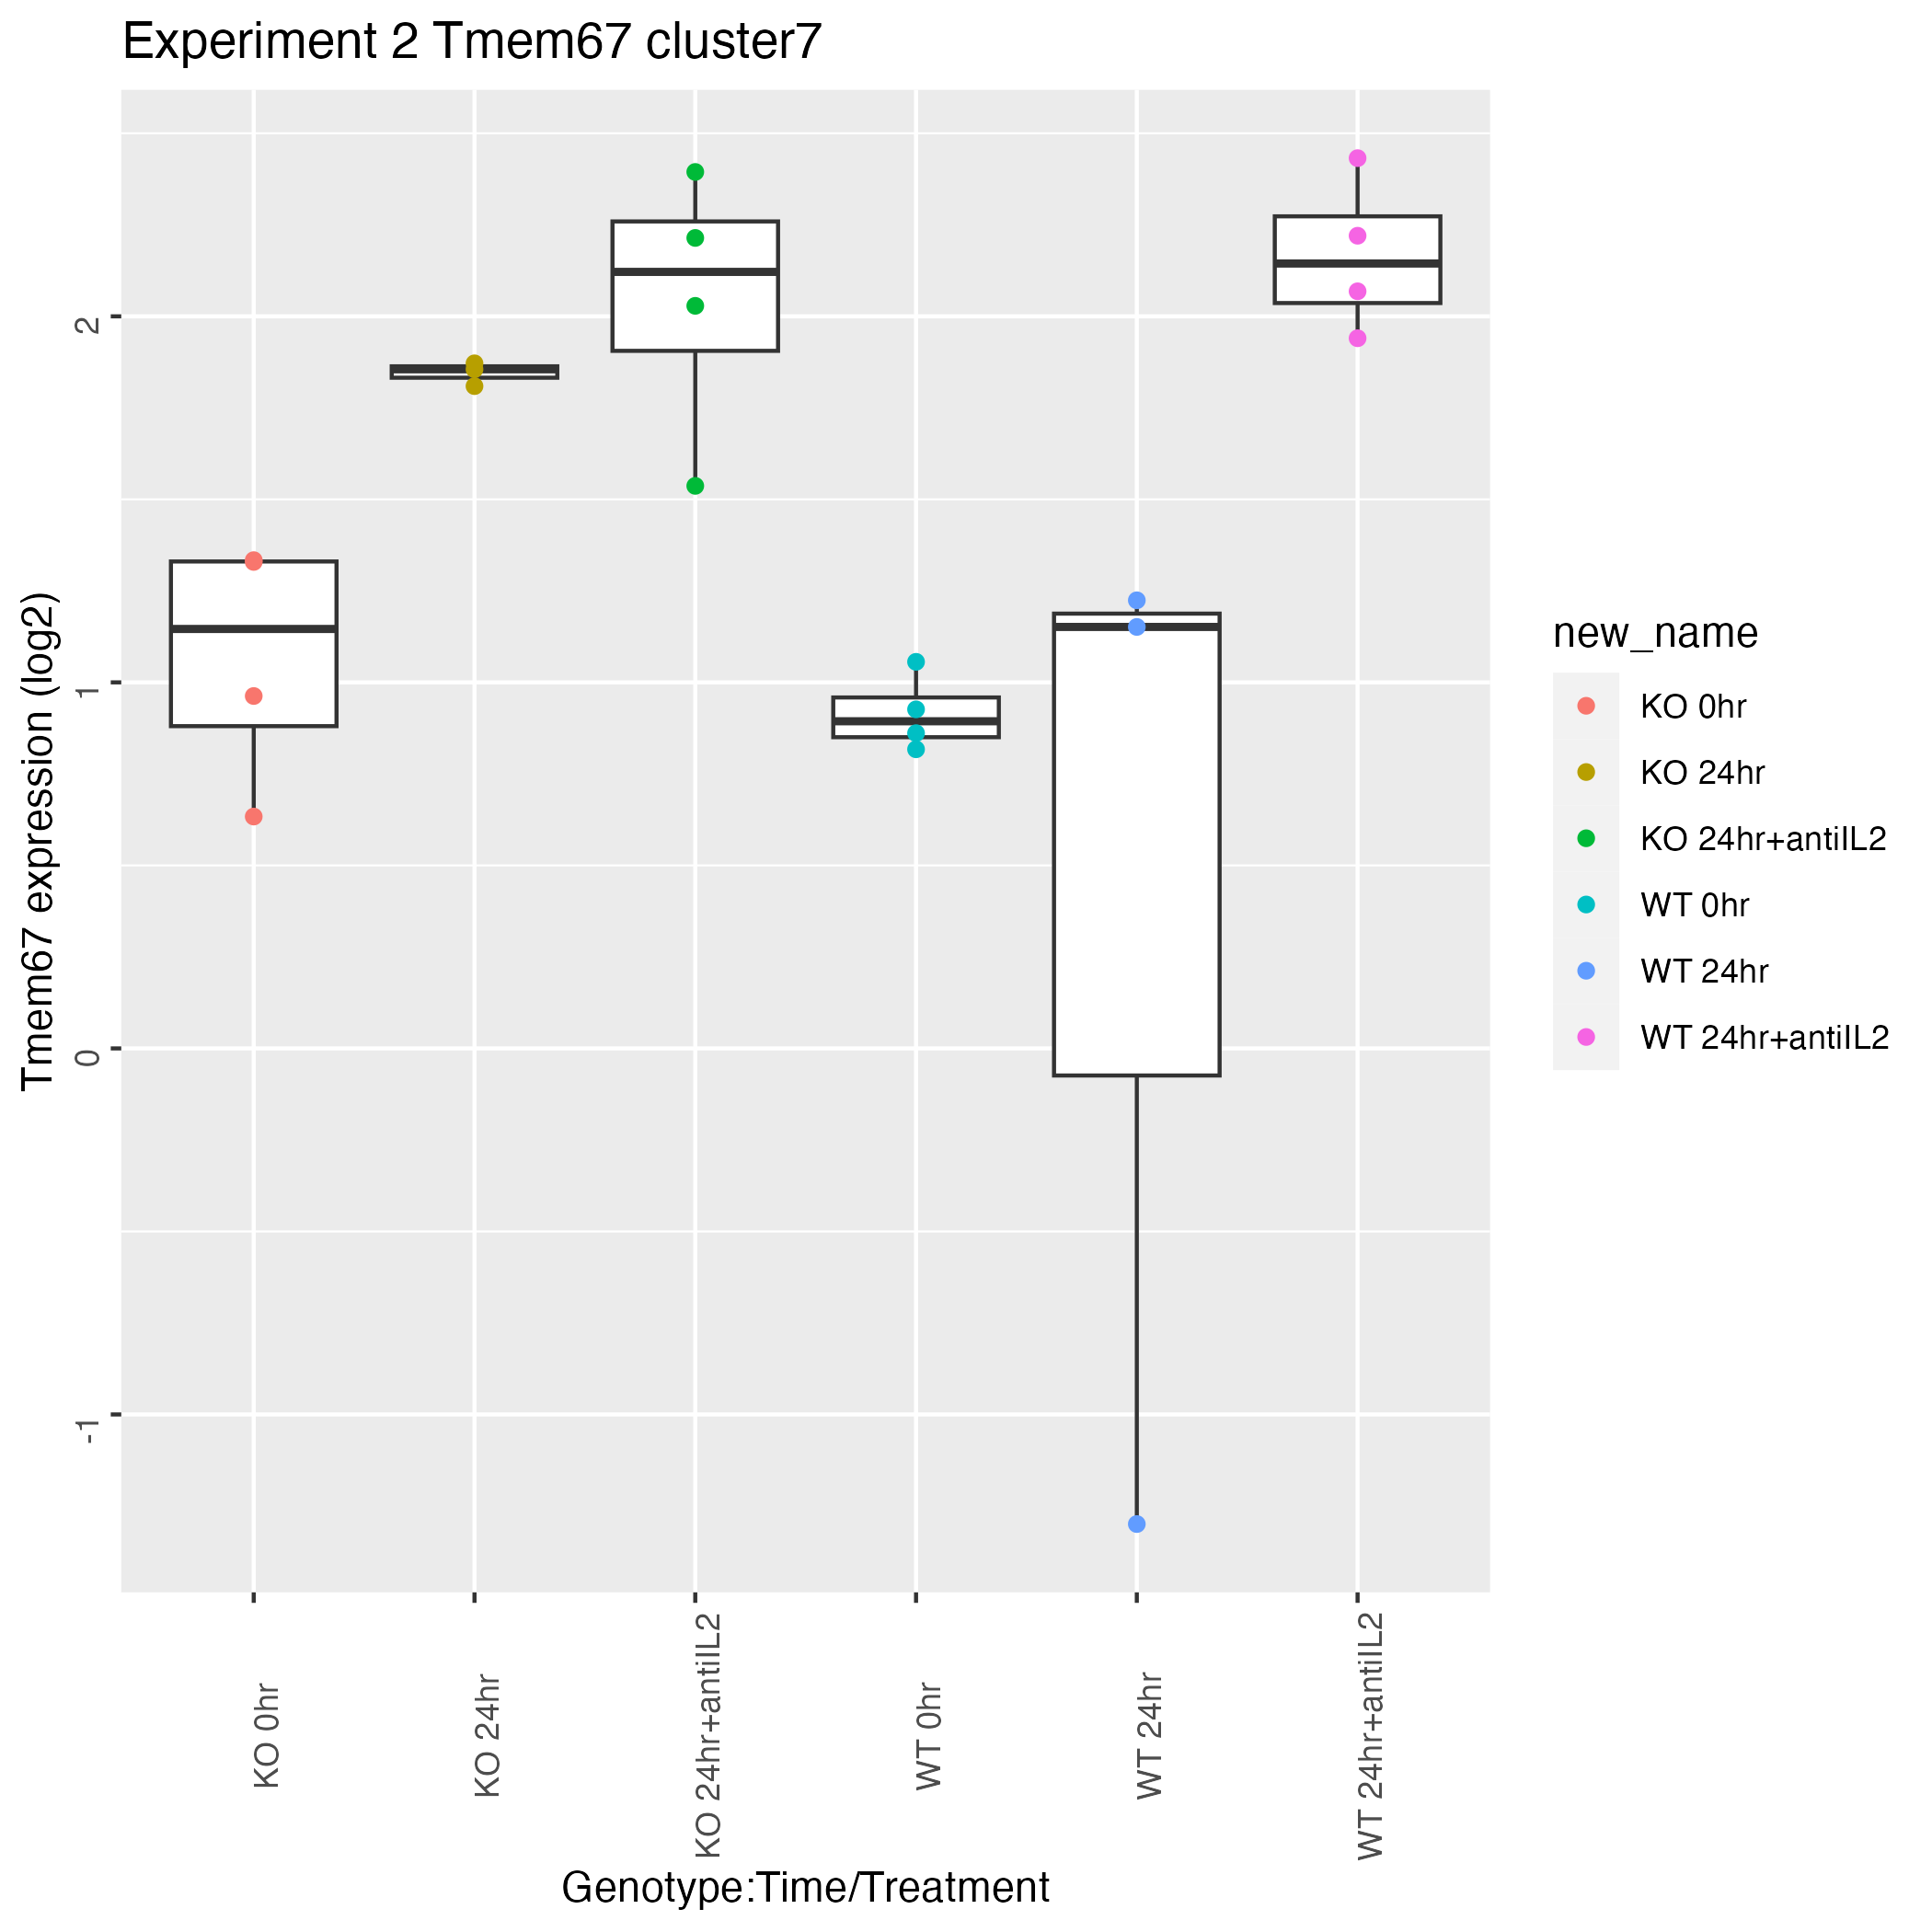 Experiment 2 Tmem67 cluster7
Tmem67 expression (log2)
2
1
0
-1
KO 0hr
KO 24hr
KO 24hr+antiIL2
WT 0hr
WT 24hr
WT 24hr+antiIL2
Genotype:Time/Treatment
new_name
KO 0hr
KO 24hr
KO 24hr+antiIL2
WT 0hr
WT 24hr
WT 24hr+antiIL2